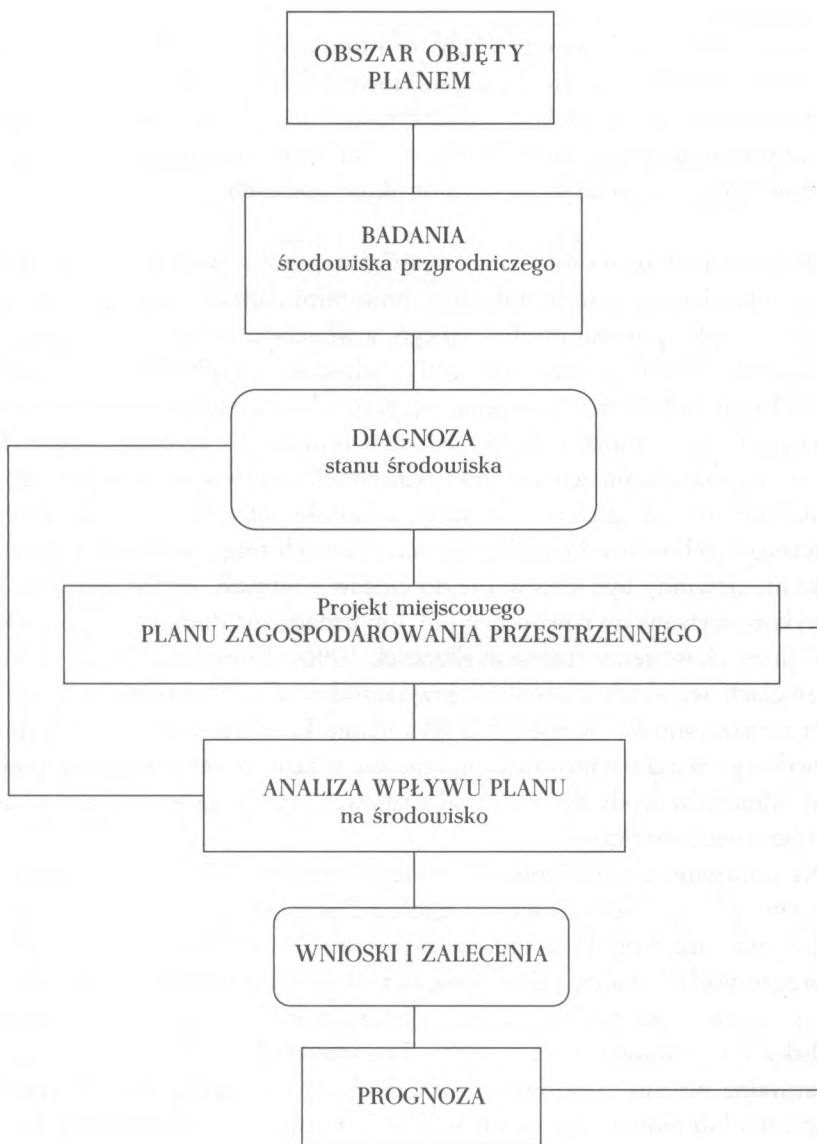 OBSZAR OBJĘTY
PLANEM
BADANIA
środowiska przyrodniczego
DIAGNOZA
stanu środowiska
Projekt miejscowego
PLANU ZAGOSPODAROWANIA PRZESTRZENNEGO
ANALIZA WPŁYWU PLANU
na środowisko
WNIOSKI I ZALECENIA
PROGNOZA